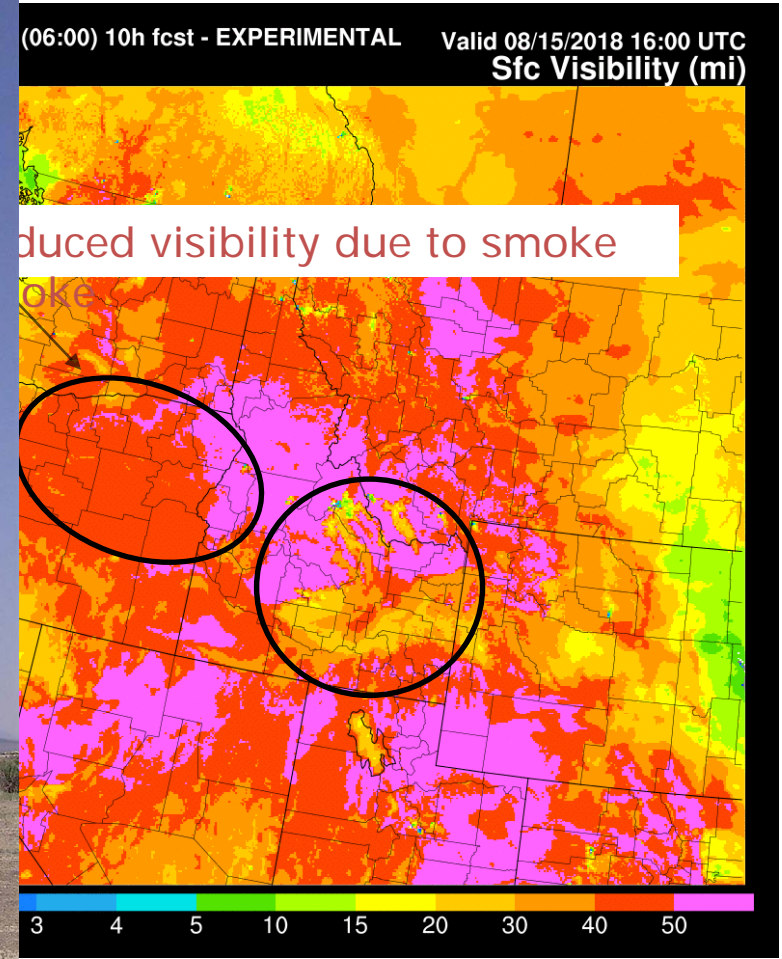 (06:00) 10h fcst - EXPERIMENTAL
Valid 08/15/2018 16:00 UTC
Sfc Visibility (mi)
duced visibility due to smoke
oke
3 4 5 10 15 20 30 40 50